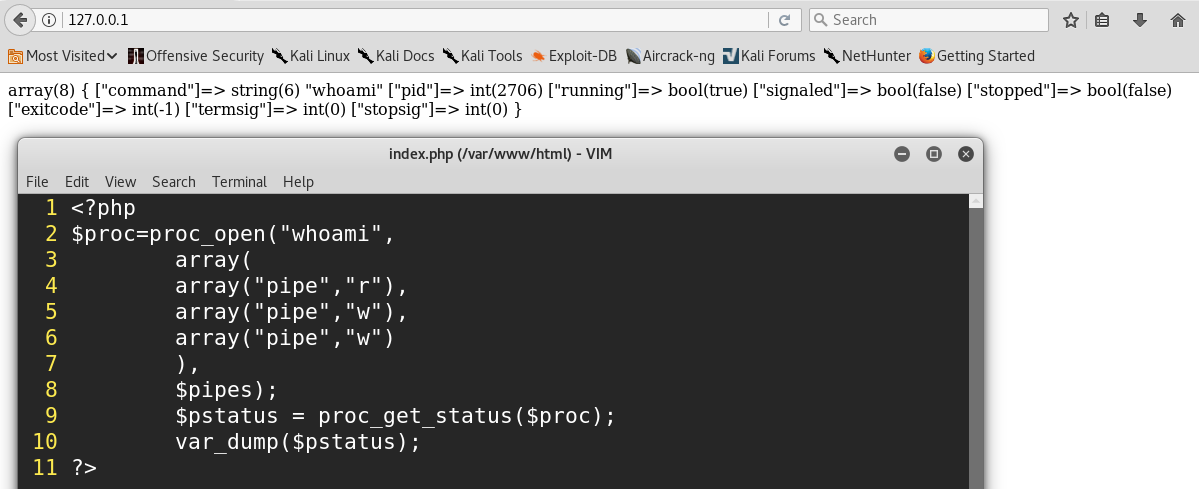 127.0.0.1 Search
Most Visited Offensive Security Kali Linux Kali Docs Kali Tools Exploit-DB Aircrack-ng Kali Forums NetHunter Getting Started
array(8) { ["command"]=> string(6) "whoami" ["pid"]=> int(2706) ["running"]=> bool(true) ["signaled"]=> bool(false) ["stopped"]=> bool(false)
["exitcode"]=> int(-1) ["termsig"]=> int(0) ["stopsig"]=> int(0) }
index.php (/var/www/html) - VIM
File Edit View Search Terminal Help
1 <?php
2 $proc=proc_open("whoami",
3         array(
4         array("pipe","r"),
5         array("pipe","w"),
6         array("pipe","w")
7         ),
8         $pipes);
9         $pstatus = proc_get_status($proc);
10         var_dump($pstatus);
11 ?>